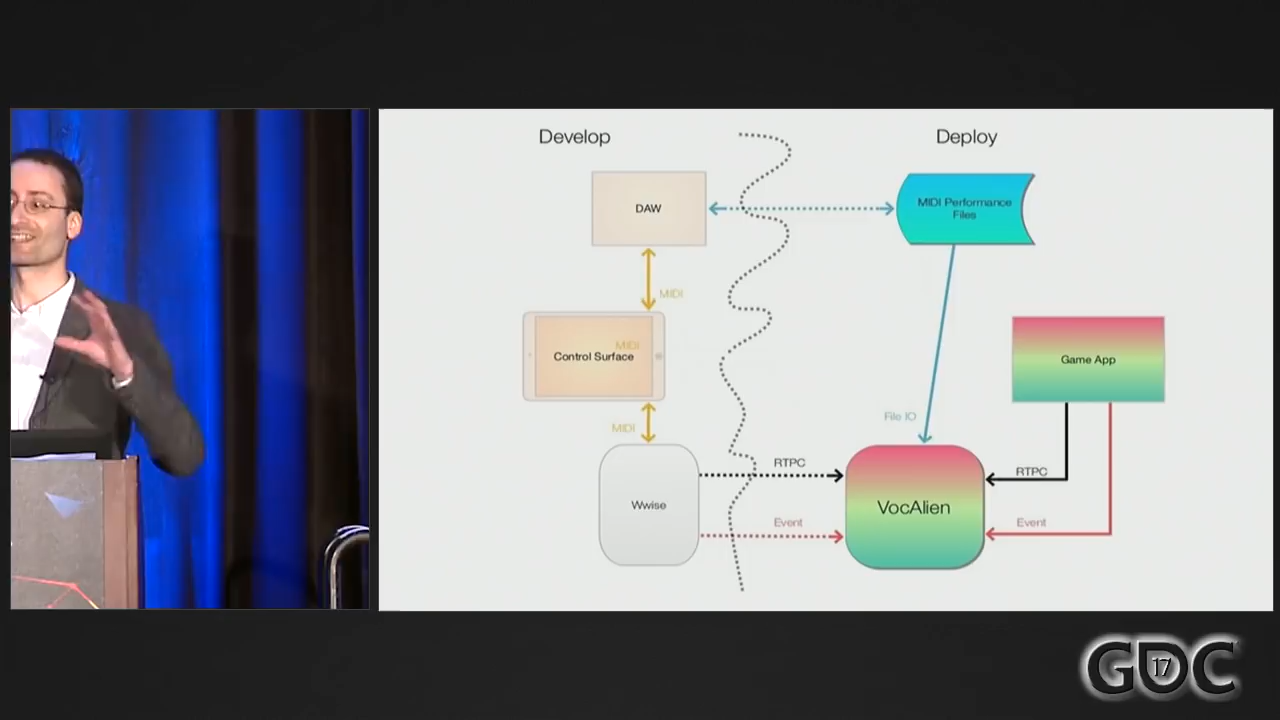 Develop
Deploy
DAW
MIDI Performance
Files
MIDI
MIDI
Control Surface
Game App
File IO
MIDI
RTPC
RTPC
Wwise
VocAlien
Event
Event
GDC
17